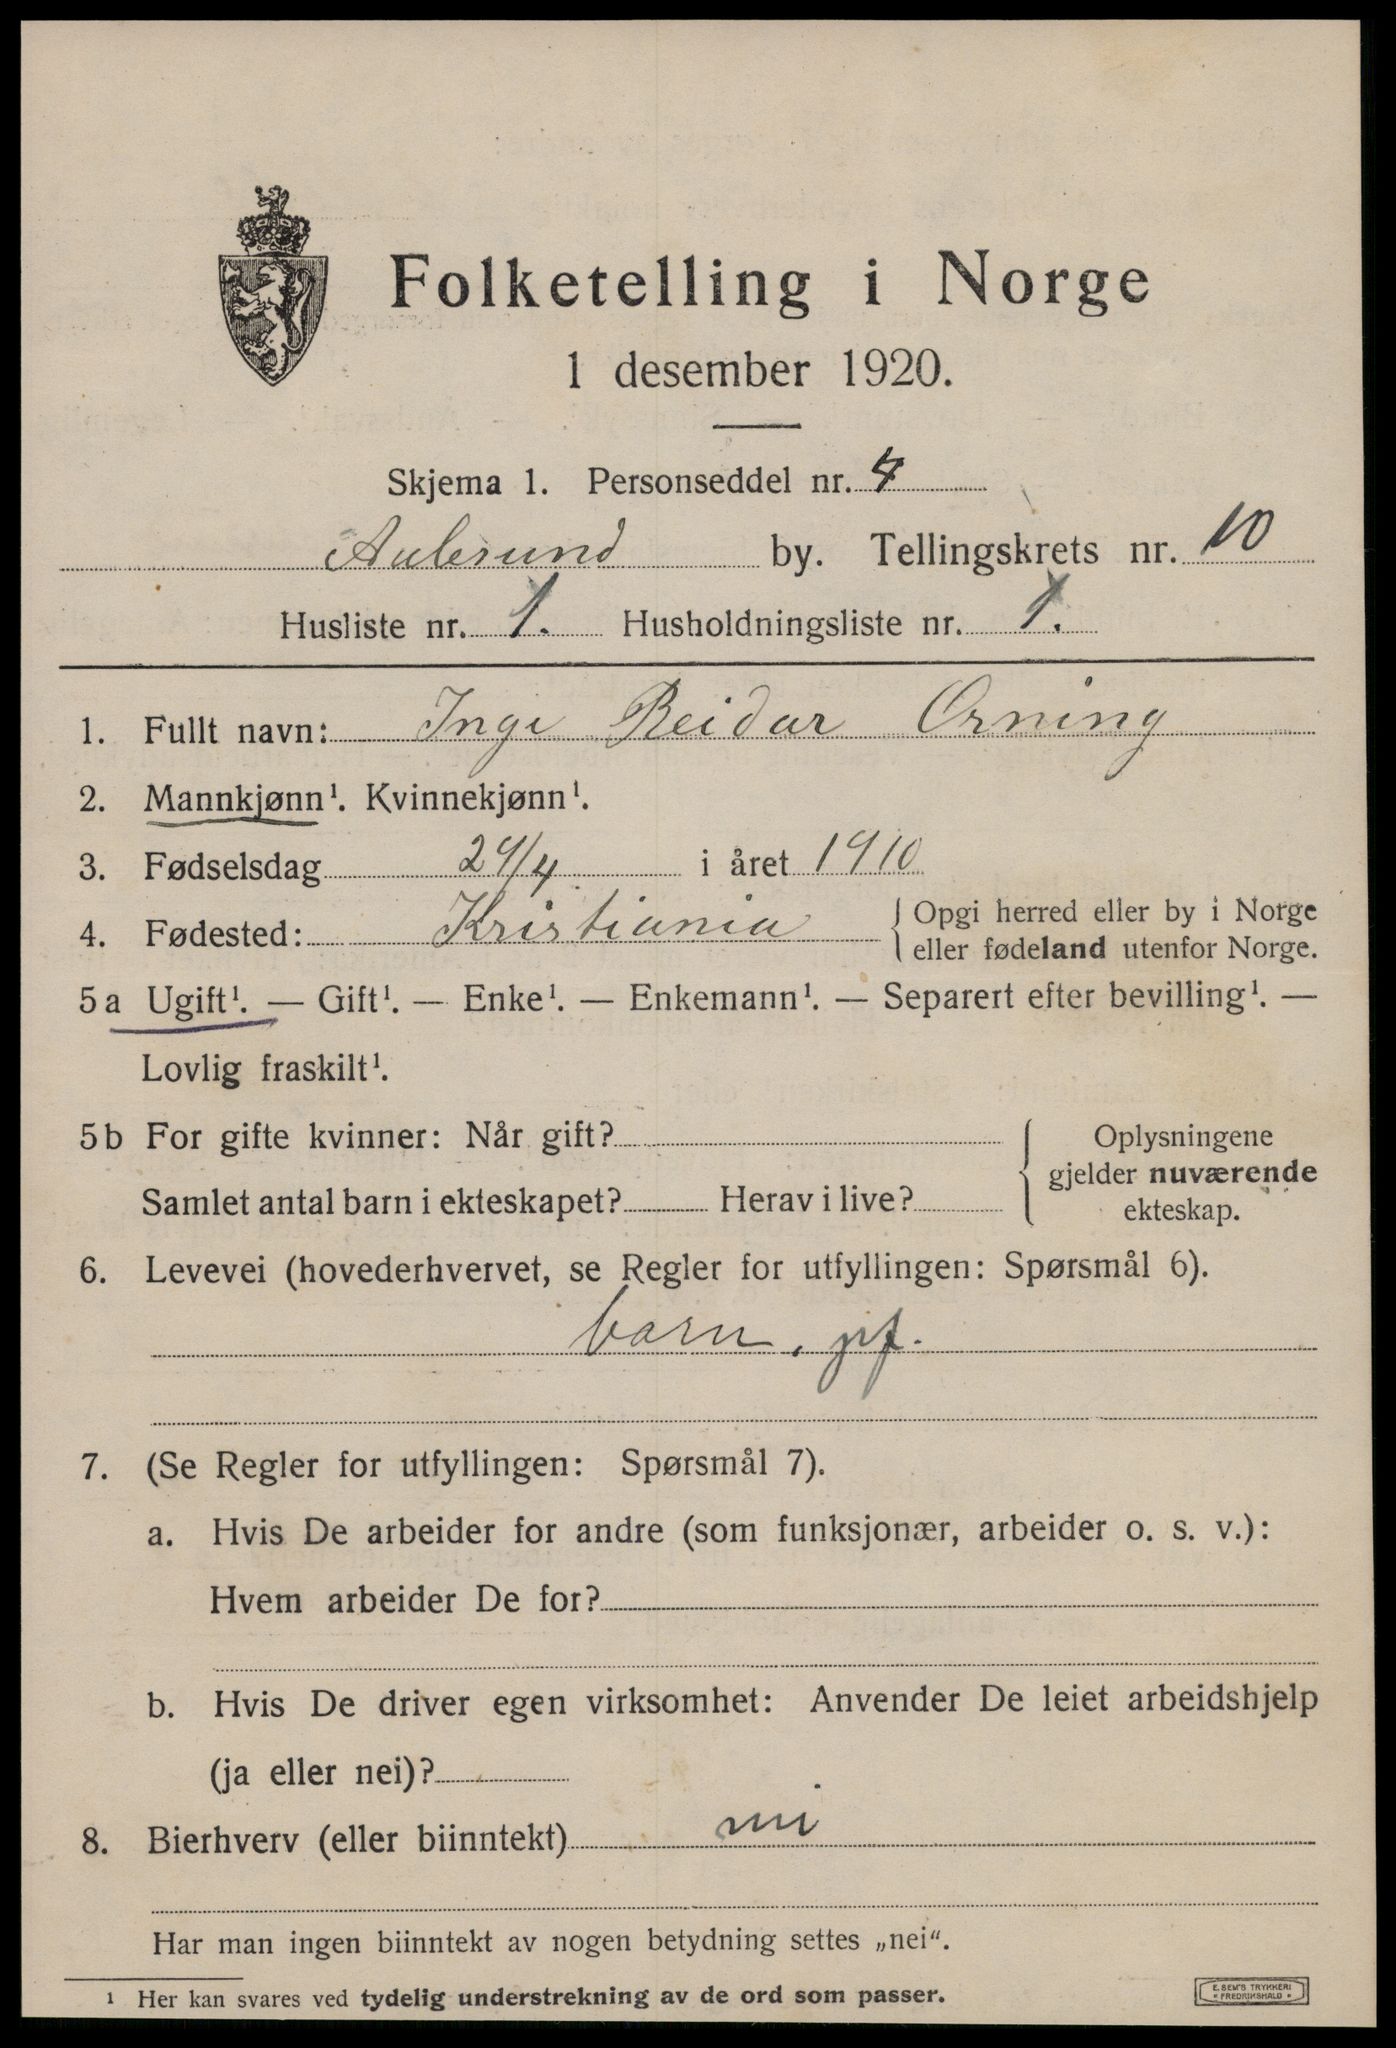 Folketelling i Norge
1 desember 1920.
Skjema 1. Personseddel nr. 4
Aalesund by. Tellingskrets nr. 10
Husliste nr. 1. Husholdningsliste nr. 1.
1. Fullt navn: Inge Reidar Orning
2. Mannkjønn¹. Kvinnekjønn¹.
3. Fødselsdag 29/4 i året 1910
4. Fødested: Kristiania { Opgi herred eller by i Norge
eller fødeland utenfor Norge.
5a Ugift¹. — Gift¹. — Enke¹. — Enkemann¹. — Separert efter bevilling¹. —
Lovlig fraskilt¹.
5b For gifte kvinner: Når gift?
Samlet antal barn i ekteskapet? Herav i live?
Oplysningene
gjelder nuværende
ekteskap.
6. Levevei (hovederhvervet, se Regler for utfyllingen: Spørsmål 6).
barn,
7. (Se Regler for utfyllingen: Spørsmål 7).
a. Hvis De arbeider for andre (som funksjonær, arbeider o. s. v.):
Hvem arbeider De for?
b. Hvis De driver egen virksomhet: Anvender De leiet arbeidshjelp
(ja eller nei)?
8. Bierhverv (eller biinntekt) nei
Har man ingen biinntekt av nogen betydning settes „nei“.
¹ Her kan svares ved tydelig understrekning av de ord som passer.
E. SEM'S TRYKKERI
FREDRIKSHALD